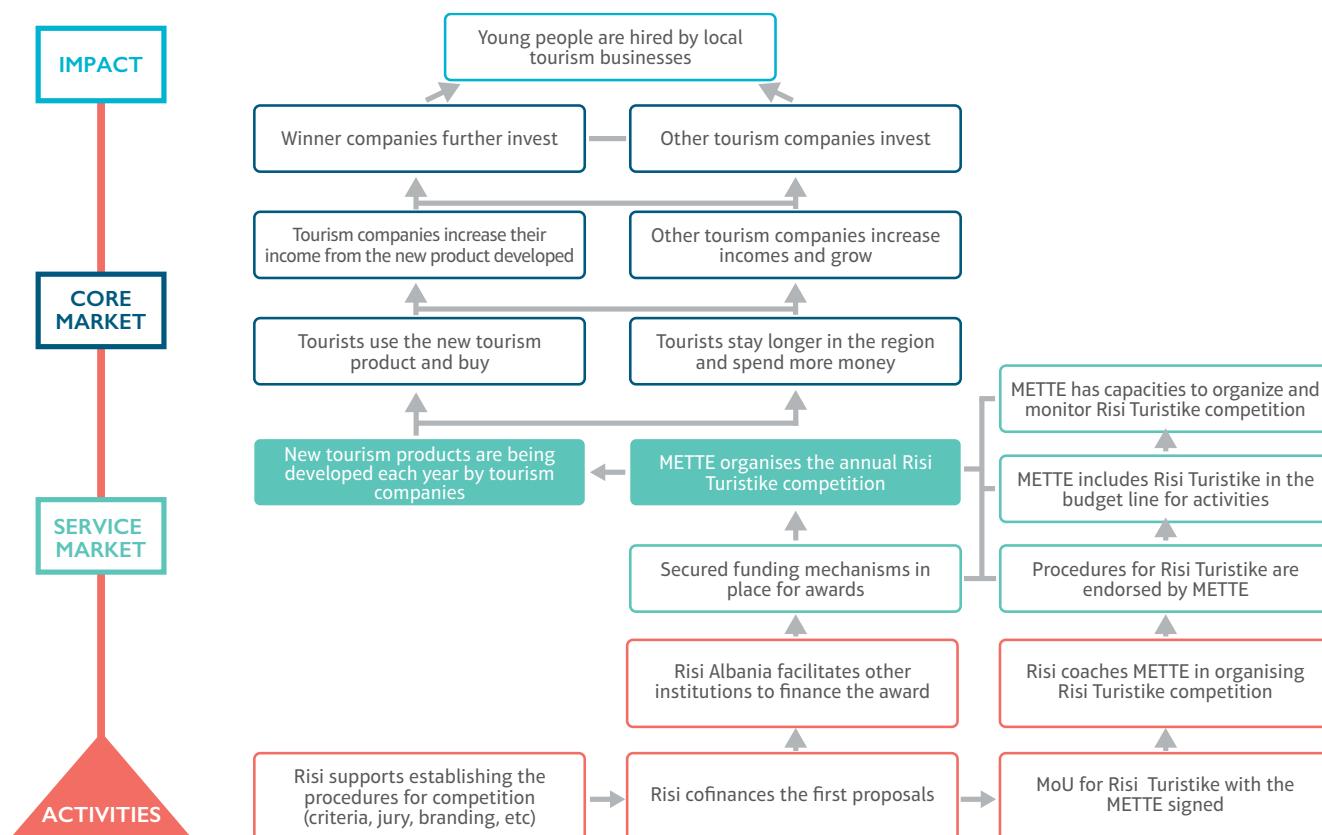 IMPACT
Young people are hired by local
tourism businesses
Winner companies further invest
Other tourism companies invest
Tourism companies increase their
income from the new product developed
Other tourism companies increase
incomes and grow
CORE
MARKET
Tourists use the new tourism
product and buy
Tourists stay longer in the region
and spend more money
METTE has capacities to organize and
monitor Risi Turistike competition
New tourism products are being
developed each year by tourism
companies
METTE organises the annual Risi
Turistike competition
METTE includes Risi Turistike in the
budget line for activities
SERVICE
MARKET
Secured funding mechanisms in
place for awards
Procedures for Risi Turistike are
endorsed by METTE
Risi Albania facilitates other
institutions to finance the award
Risi coaches METTE in organising
Risi Turistike competition
ACTIVITIES
Risi supports establishing the
procedures for competition
(criteria, jury, branding, etc)
Risi cofinances the first proposals
MoU for Risi Turistike with the
METTE signed